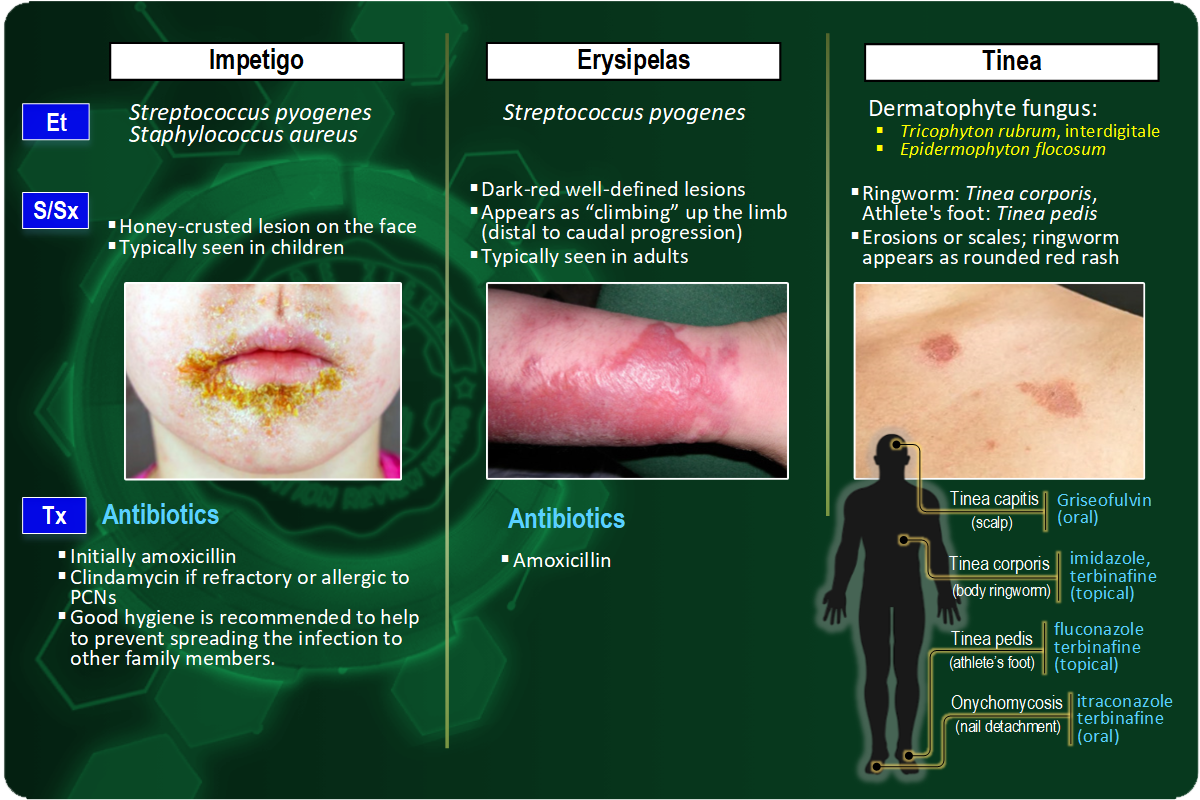 Impetigo
Erysipelas
Tinea
Et
Streptococcus pyogenes
Staphylococcus aureus
Streptococcus pyogenes
Dermatophyte fungus:
▪ Tricophyton rubrum, interdigitale
▪ Epidermophyton flocosum
S/Sx
▪Honey-crusted lesion on the face
▪Typically seen in children
▪Dark-red well-defined lesions
▪Appears as “climbing” up the limb
(distal to caudal progression)
▪Typically seen in adults
▪Ringworm: Tinea corporis,
Athlete's foot: Tinea pedis
▪Erosions or scales; ringworm
appears as rounded red rash
Tx
Antibiotics
▪Initially amoxicillin
▪Clindamycin if refractory or allergic to
PCNs
▪Good hygiene is recommended to help
to prevent spreading the infection to
other family members.
Antibiotics
▪Amoxicillin
Tinea capitis
(scalp)
Griseofulvin
(oral)
Tinea corporis
(body ringworm)
imidazole,
terbinafine
(topical)
Tinea pedis
(athlete's foot)
fluconazole
terbinafine
(topical)
Onychomycosis
(nail detachment)
itraconazole
terbinafine
(oral)